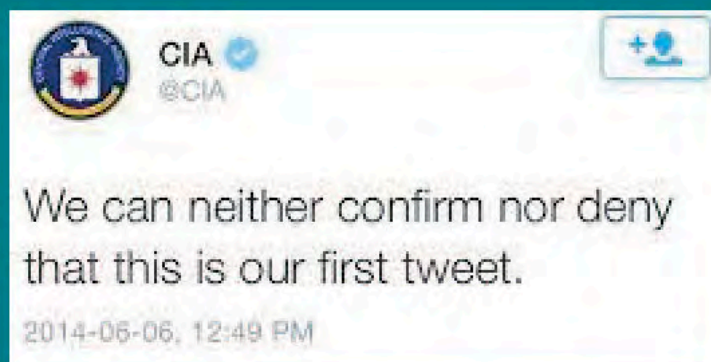 CIA
@CIA
We can neither confirm nor deny
that this is our first tweet.
2014-06-06, 12:49 PM